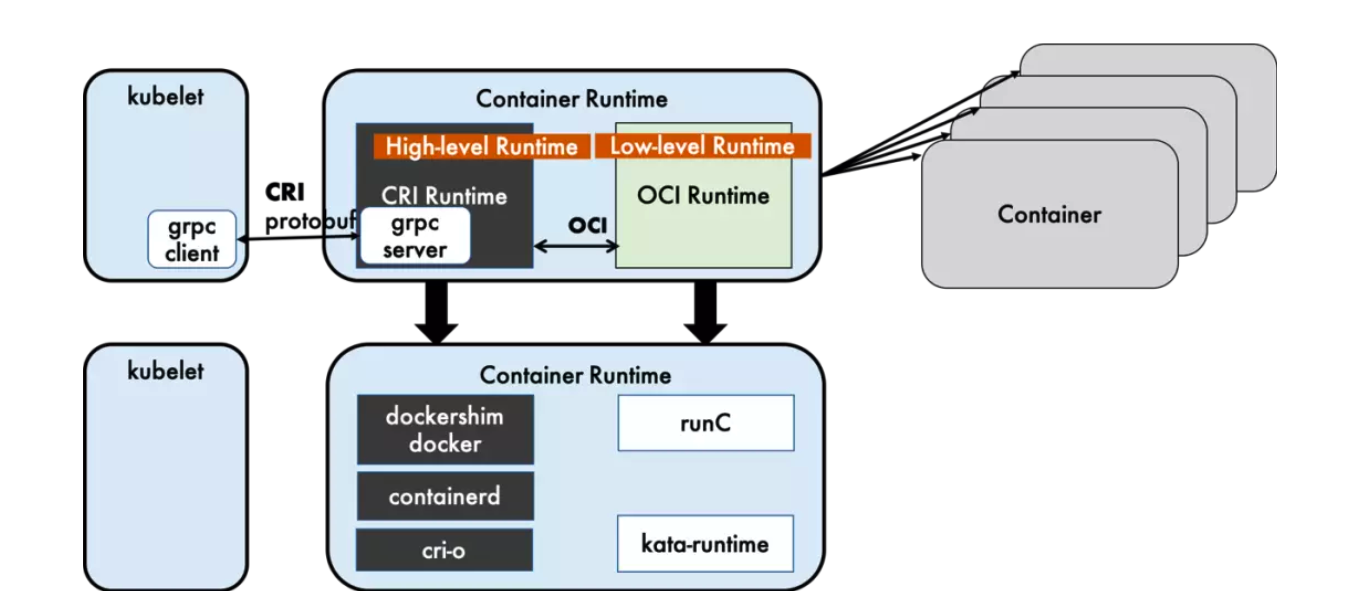 kubelet
Container Runtime
High-level Runtime
Low-level Runtime
CRI Runtime
OCI Runtime
CRI
protobuf
grpc
client
grpc
server
OCI
Container
kubelet
Container Runtime
dockershim
docker
runC
containerd
cri-o
kata-runtime